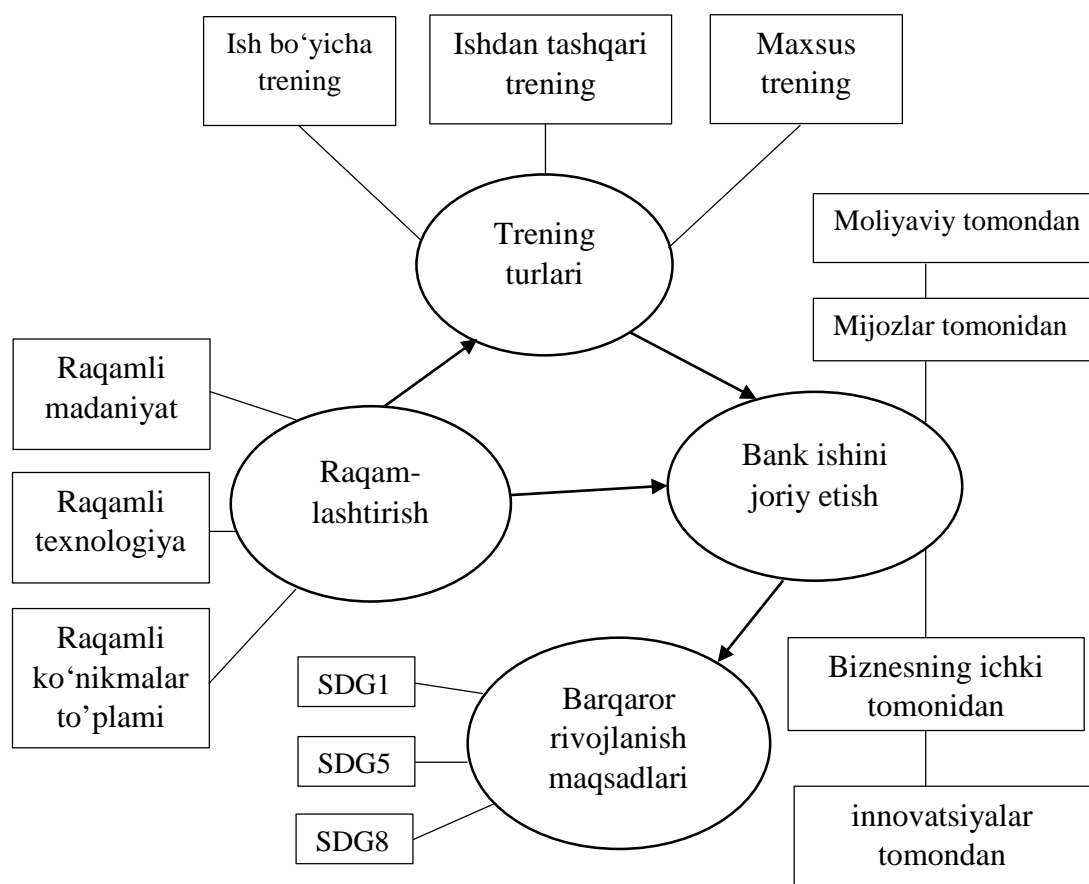 Ish bo‘yicha
trening
Ishdan tashqari
trening
Maxsus
trening
Trening
turlari
Moliyaviy tomondan
Mijozlar tomonidan
Raqamli
madaniyat
Raqamli
texnologiya
Raqamli
ko‘nikmalar
to’plami
Raqam-
lashtirish
Bank ishini
joriy etish
SDG1
SDG5
SDG8
Barqaror
rivojlanish
maqsadlari
Biznesning ichki
tomonidan
innovatsiyalar
tomondan